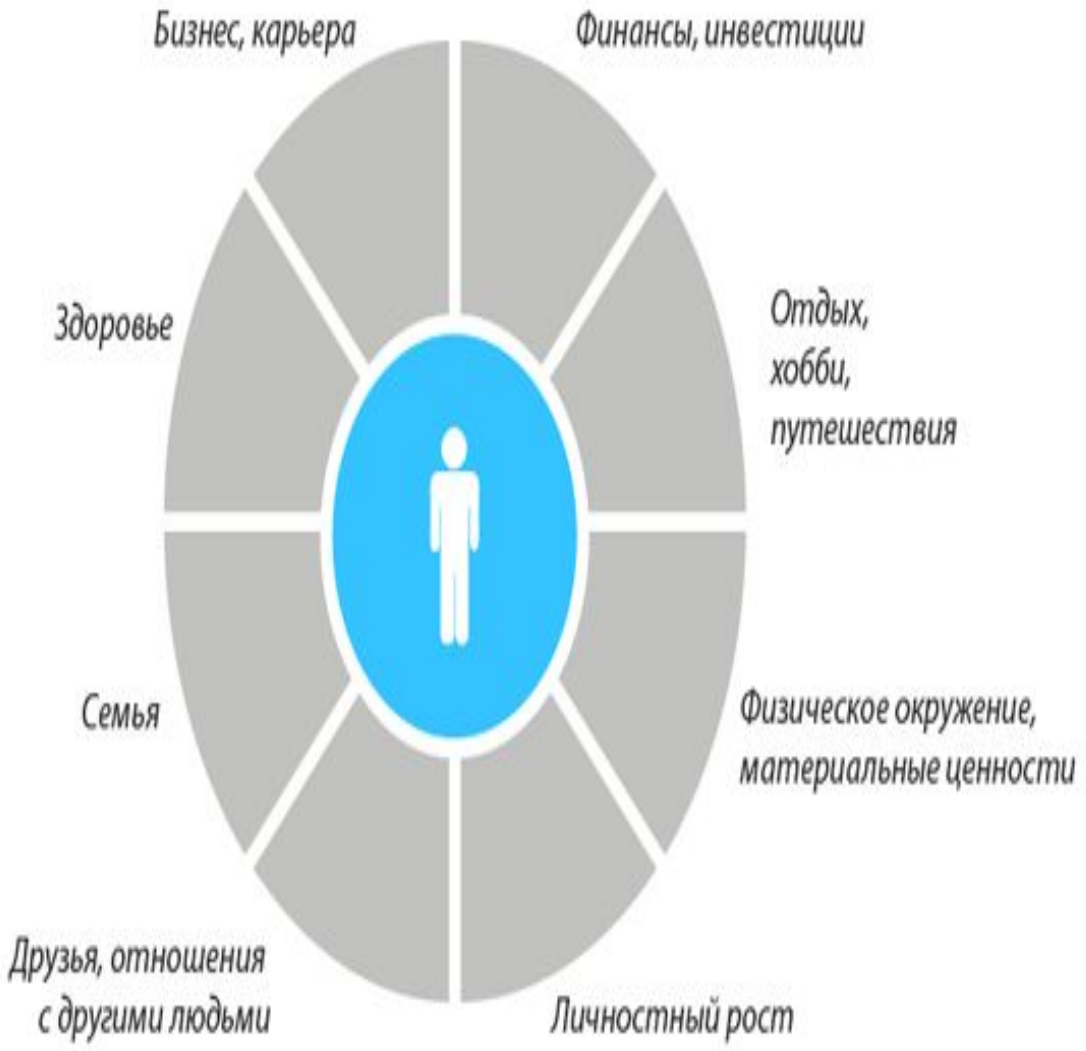 Бизнес, карьера
Финансы, инвестиции
Здоровье
Отдых,
хобби,
путешествия
Семья
Физическое окружение,
материальные ценности
Друзья, отношения
с другими людьми
Личностный рост